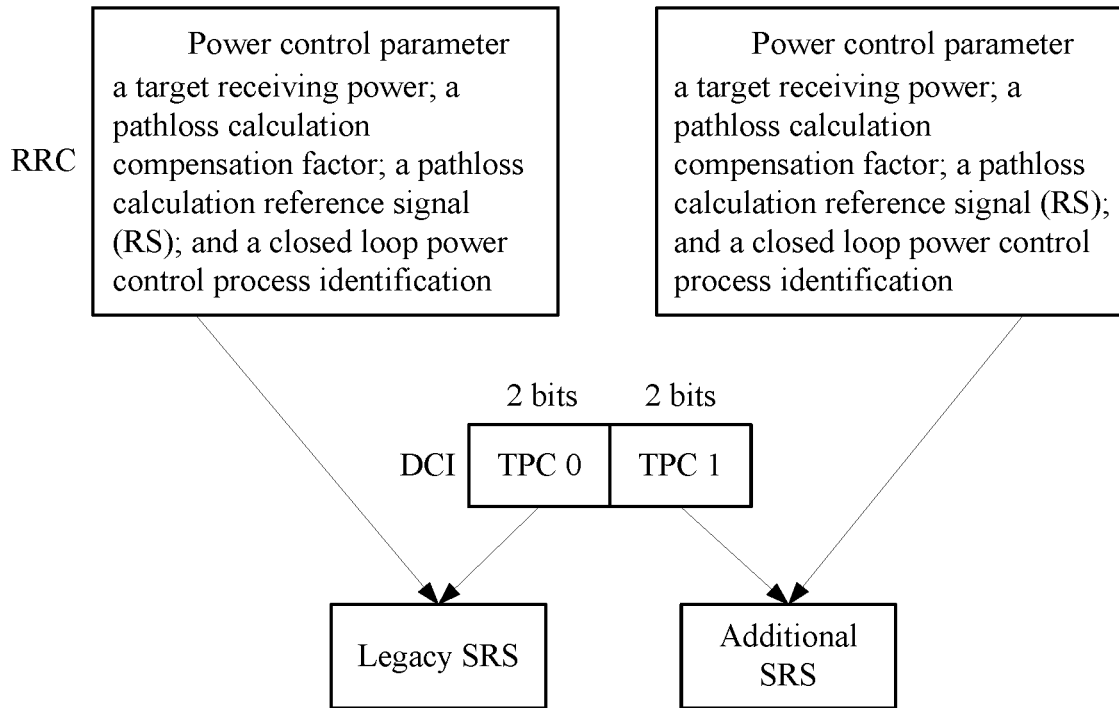 Power control parameter
a target receiving power; a
pathloss calculation
compensation factor; a pathloss
calculation reference signal
(RS); and a closed loop power
control process identification
Power control parameter
a target receiving power; a
pathloss calculation
compensation factor; a pathloss
calculation reference signal (RS);
and a closed loop power control
process identification
RRC
2 bits
2 bits
DCI
TPC 0
TPC 1
Legacy SRS
Additional
SRS